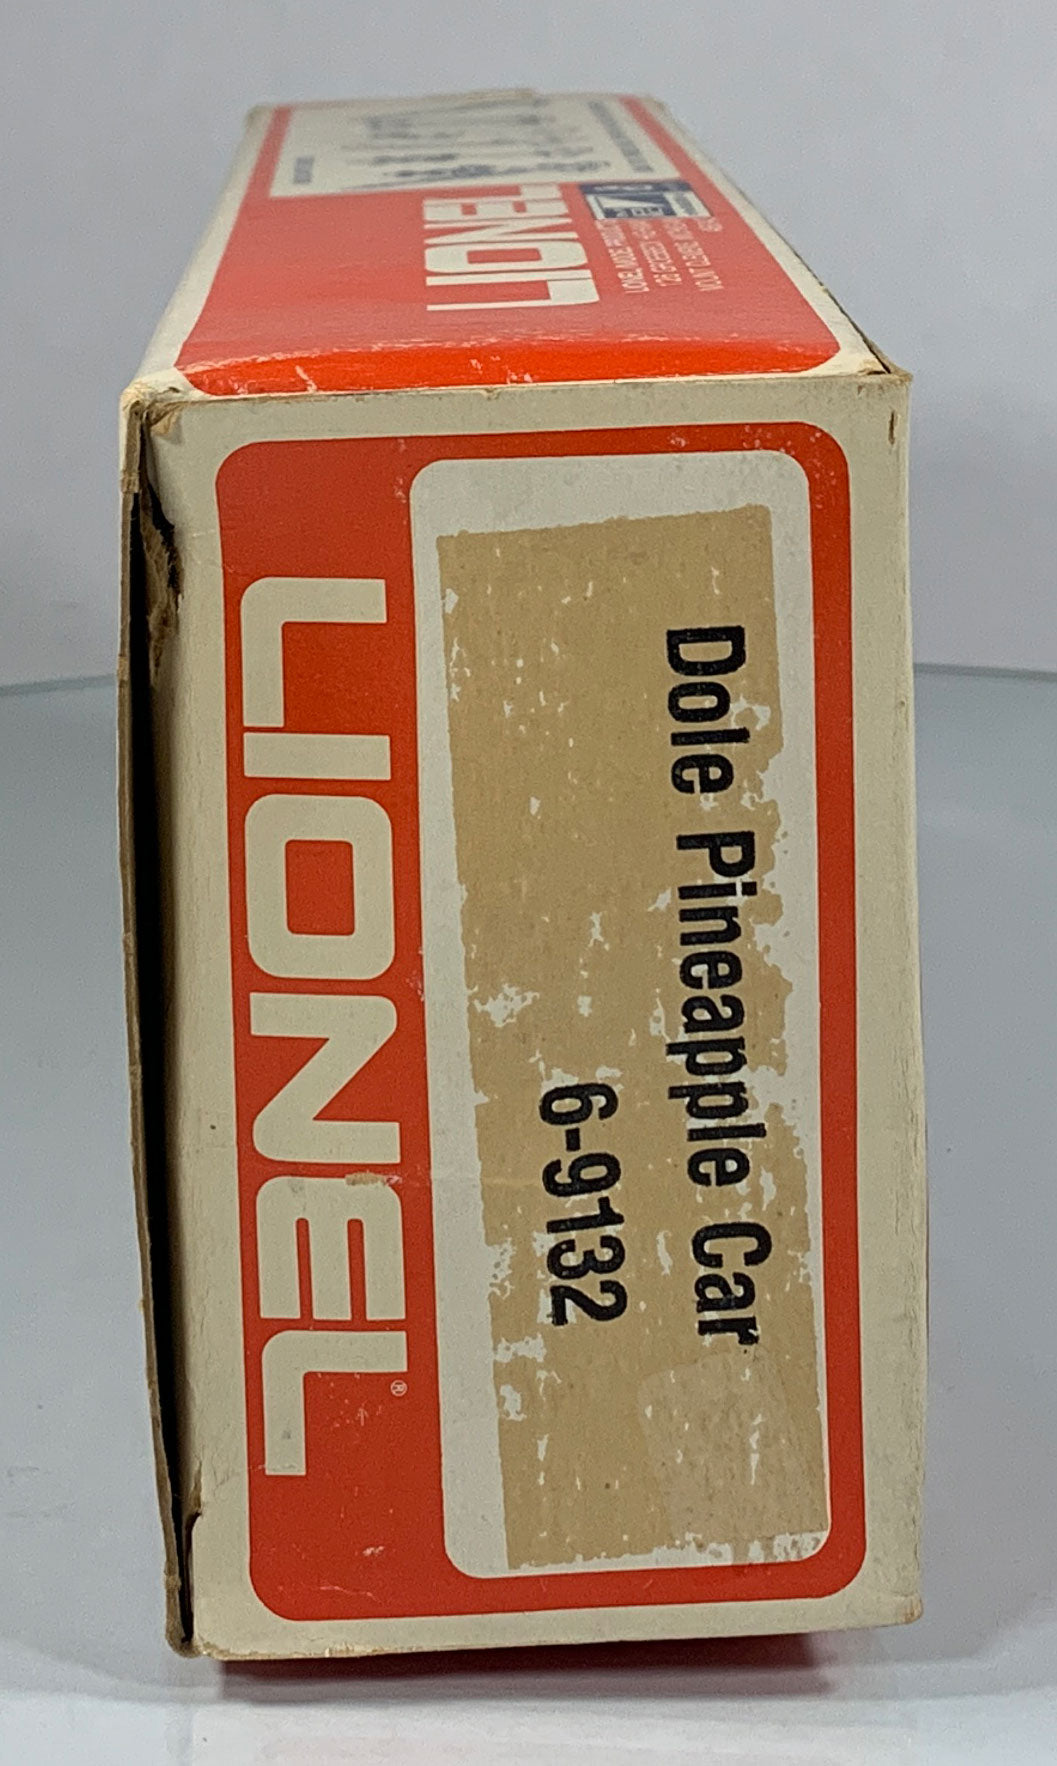 LIONEL
LIONEL®
Dole Pineapple Car
6-9132